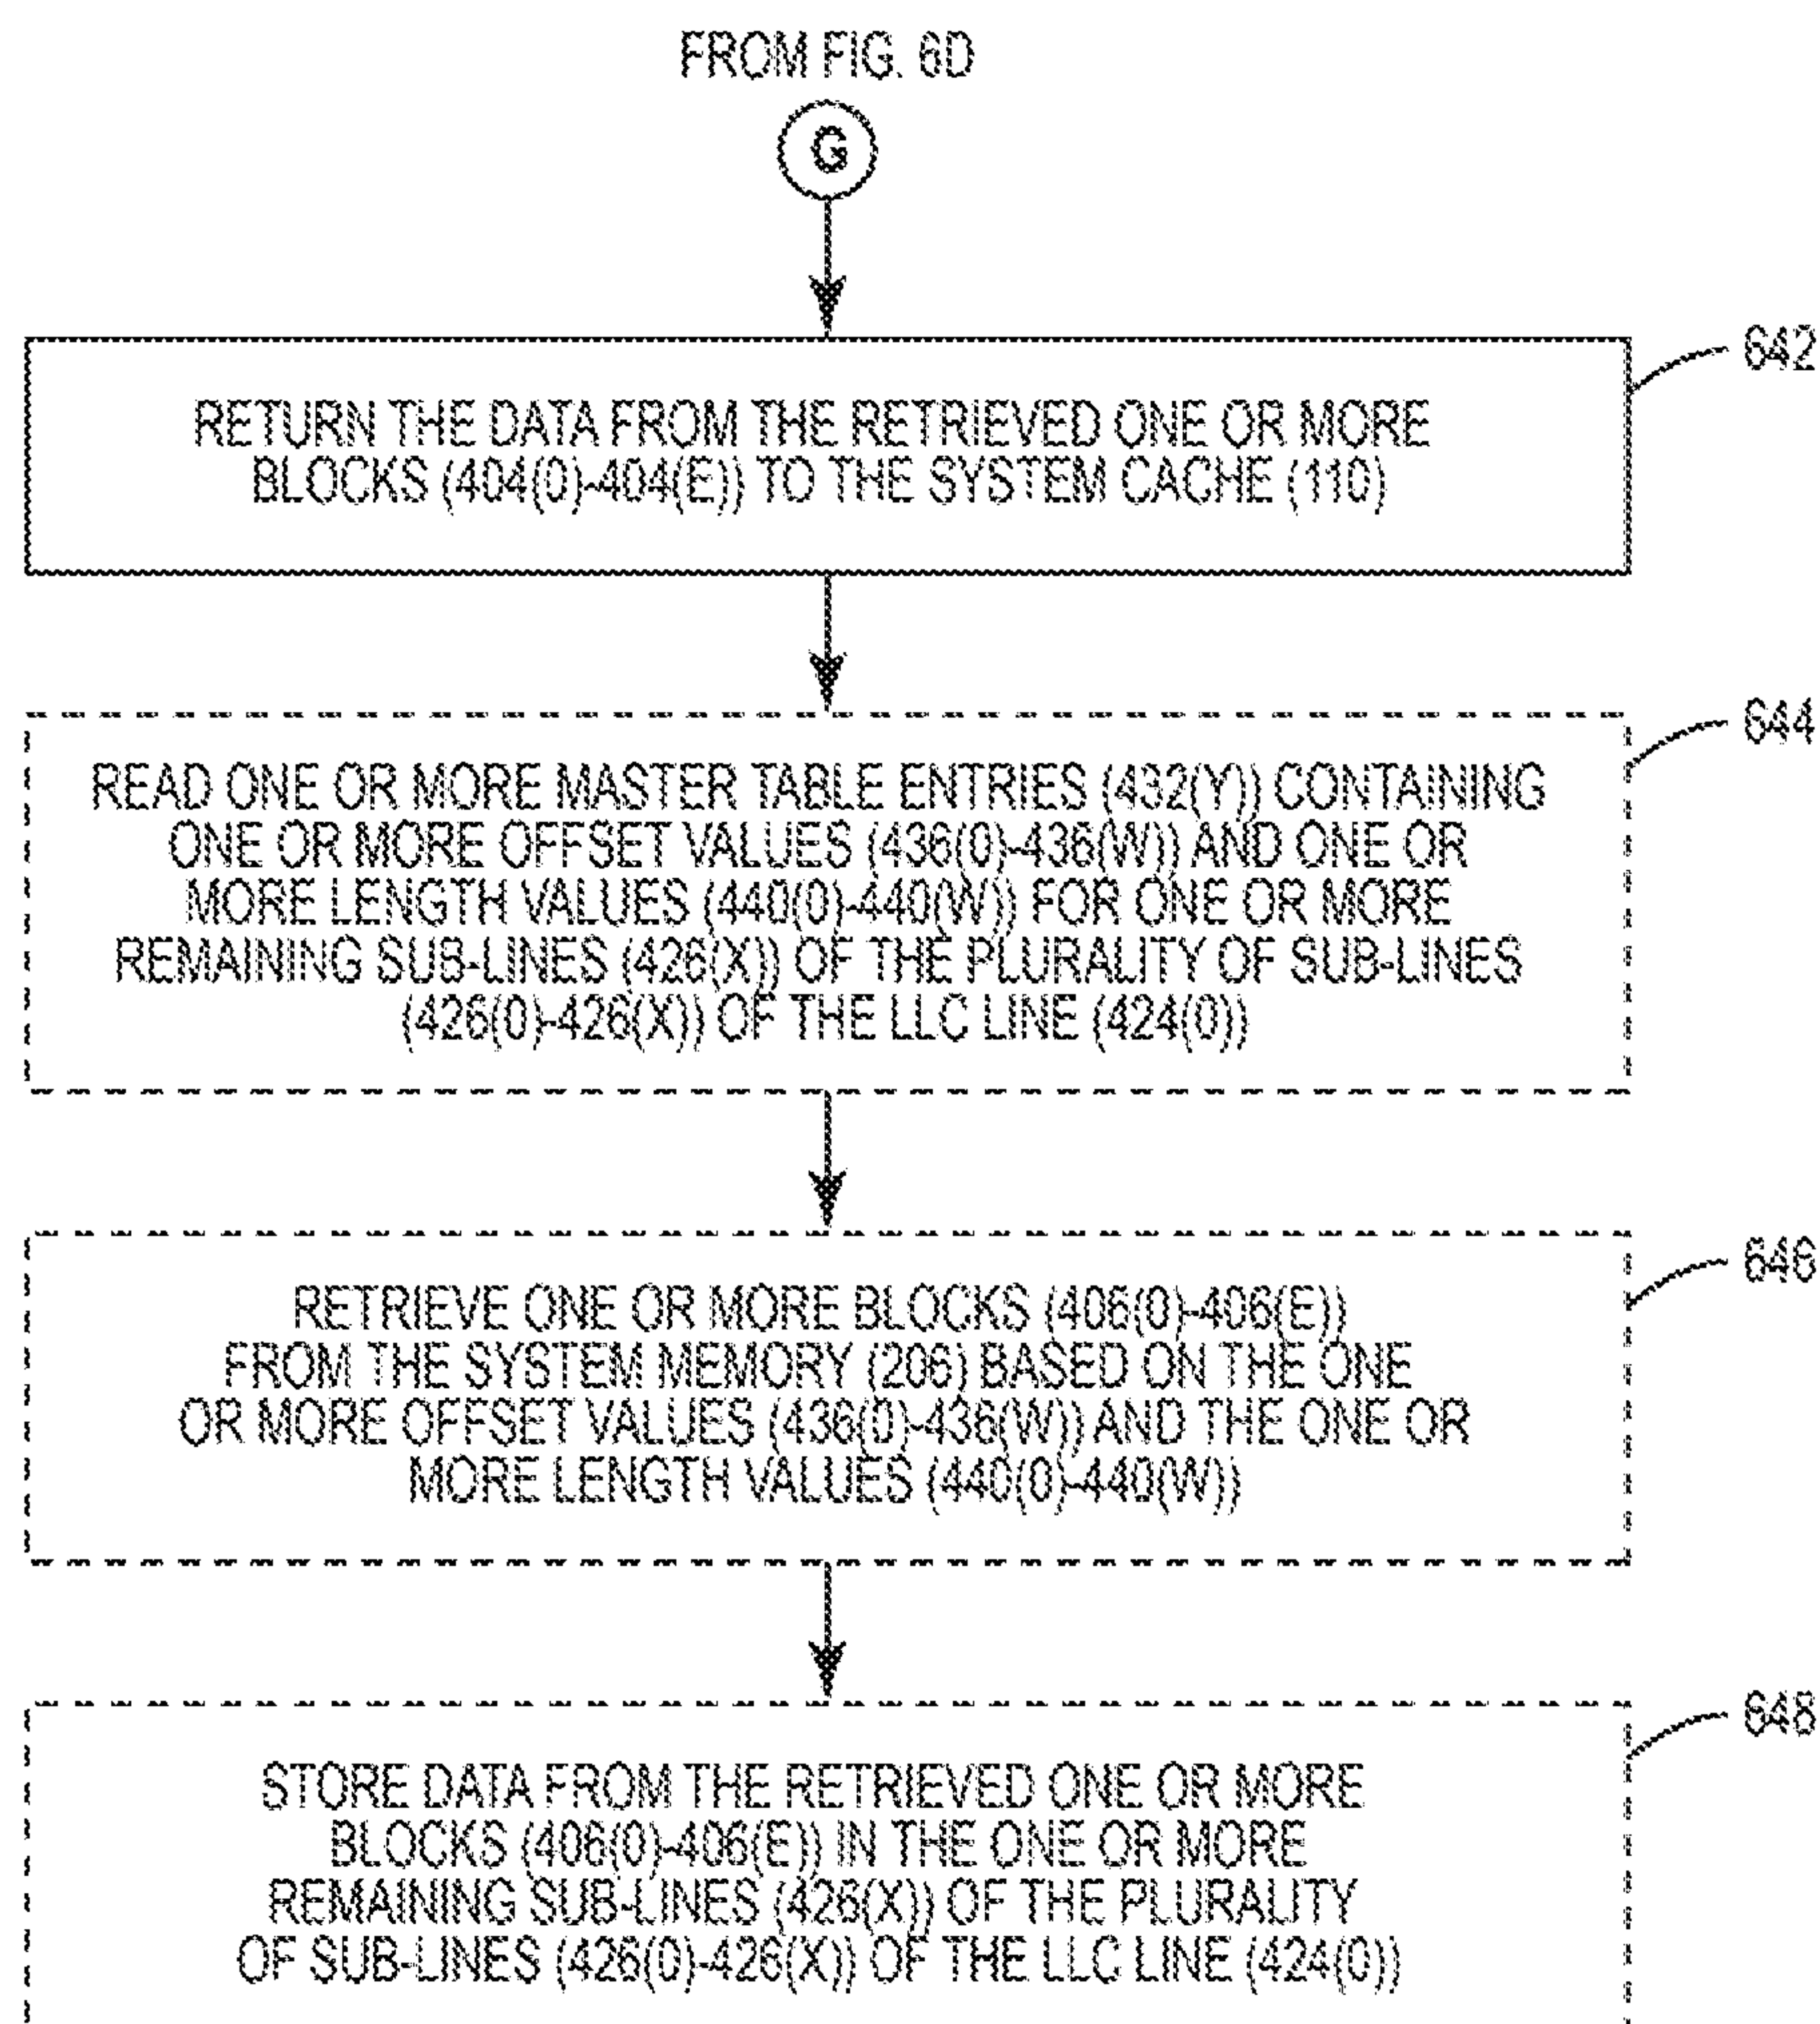 FROM FIG. 6D
G
642
RETURN THE DATA FROM THE RETRIEVED ONE OR MORE
BLOCKS (404(0)-404(E)) TO THE SYSTEM CACHE (110)
644
READ ONE OR MORE MASTER TABLE ENTRIES (432(Y)) CONTAINING
ONE OR MORE OFFSET VALUES (436(0)-436(W)) AND ONE OR
MORE LENGTH VALUES (440(0)-440(W)) FOR ONE OR MORE
REMAINING SUB-LINES (426(X)) OF THE PLURALITY OF SUB-LINES
(426(0)-426(X)) OF THE LLC LINE (424(0))
646
RETRIEVE ONE OR MORE BLOCKS (406(0)-406(E))
FROM THE SYSTEM MEMORY (206) BASED ON THE ONE
OR MORE OFFSET VALUES (436(0)-436(W)) AND THE ONE OR
MORE LENGTH VALUES (440(0)-440(W))
648
STORE DATA FROM THE RETRIEVED ONE OR MORE
BLOCKS (406(0)-406(E)) IN THE ONE OR MORE
REMAINING SUB-LINES (426(X)) OF THE PLURALITY
OF SUB-LINES (426(0)-426(X)) OF THE LLC LINE (424(0))